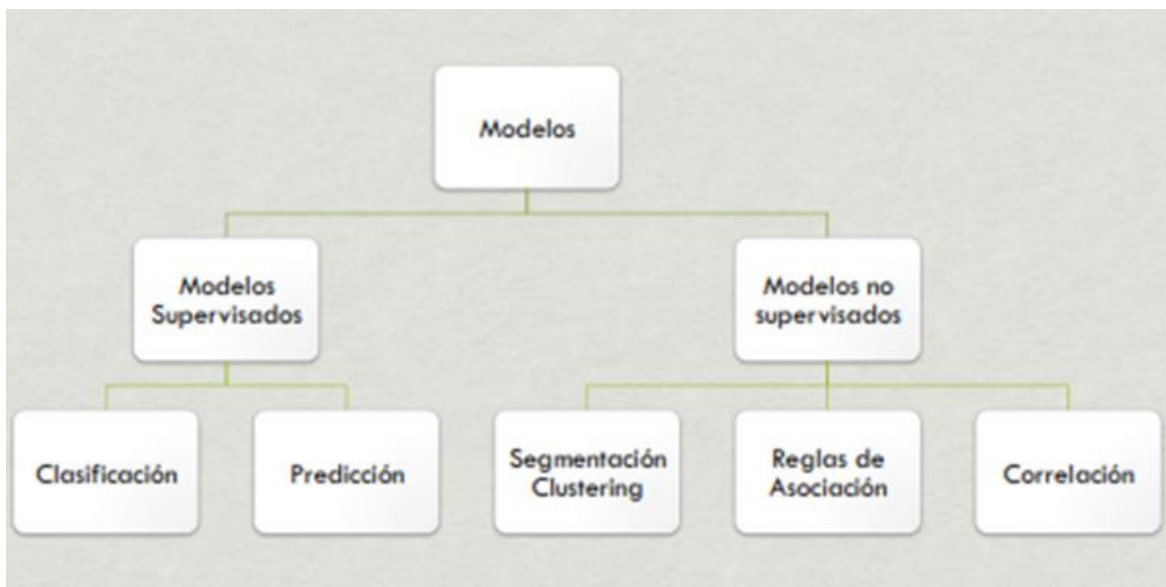 Modelos
Modelos
Supervisados
Modelos no
supervisados
Clasificación
Predicción
Segmentación
Clustering
Reglas de
Asociación
Correlación